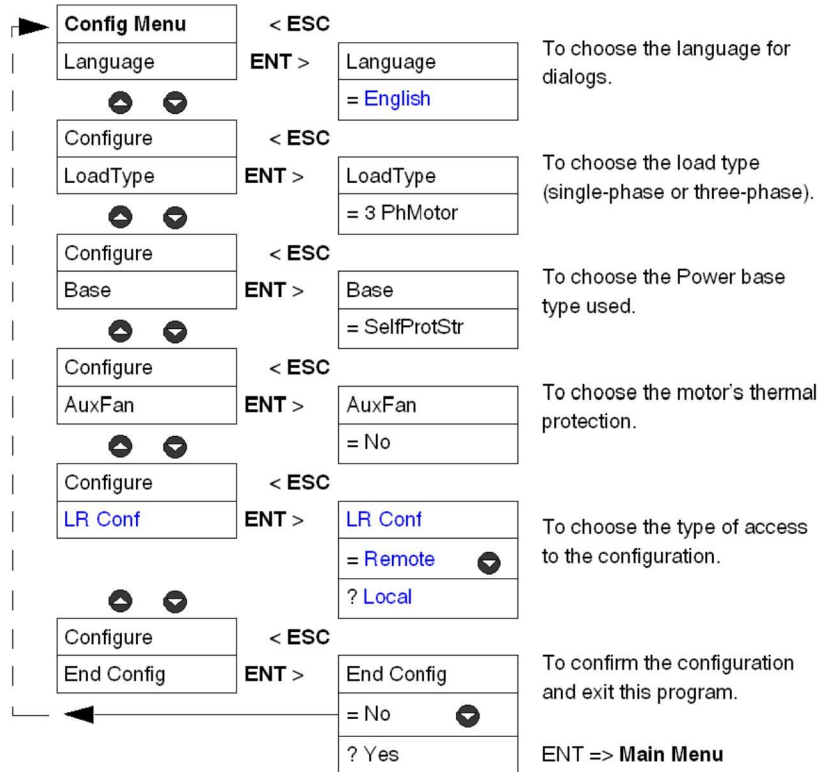 Config Menu < ESC
Language ENT > Language
= English
To choose the language for
dialogs.
Configure < ESC
LoadType ENT > LoadType
= 3 PhMotor
To choose the load type
(single-phase or three-phase).
Configure < ESC
Base ENT > Base
= SelfProtStr
To choose the Power base
type used.
Configure < ESC
AuxFan ENT > AuxFan
= No
To choose the motor's thermal
protection.
Configure < ESC
LR Conf ENT > LR Conf
= Remote
? Local
To choose the type of access
to the configuration.
Configure < ESC
End Config ENT > End Config
= No
? Yes
To confirm the configuration
and exit this program.
ENT => Main Menu